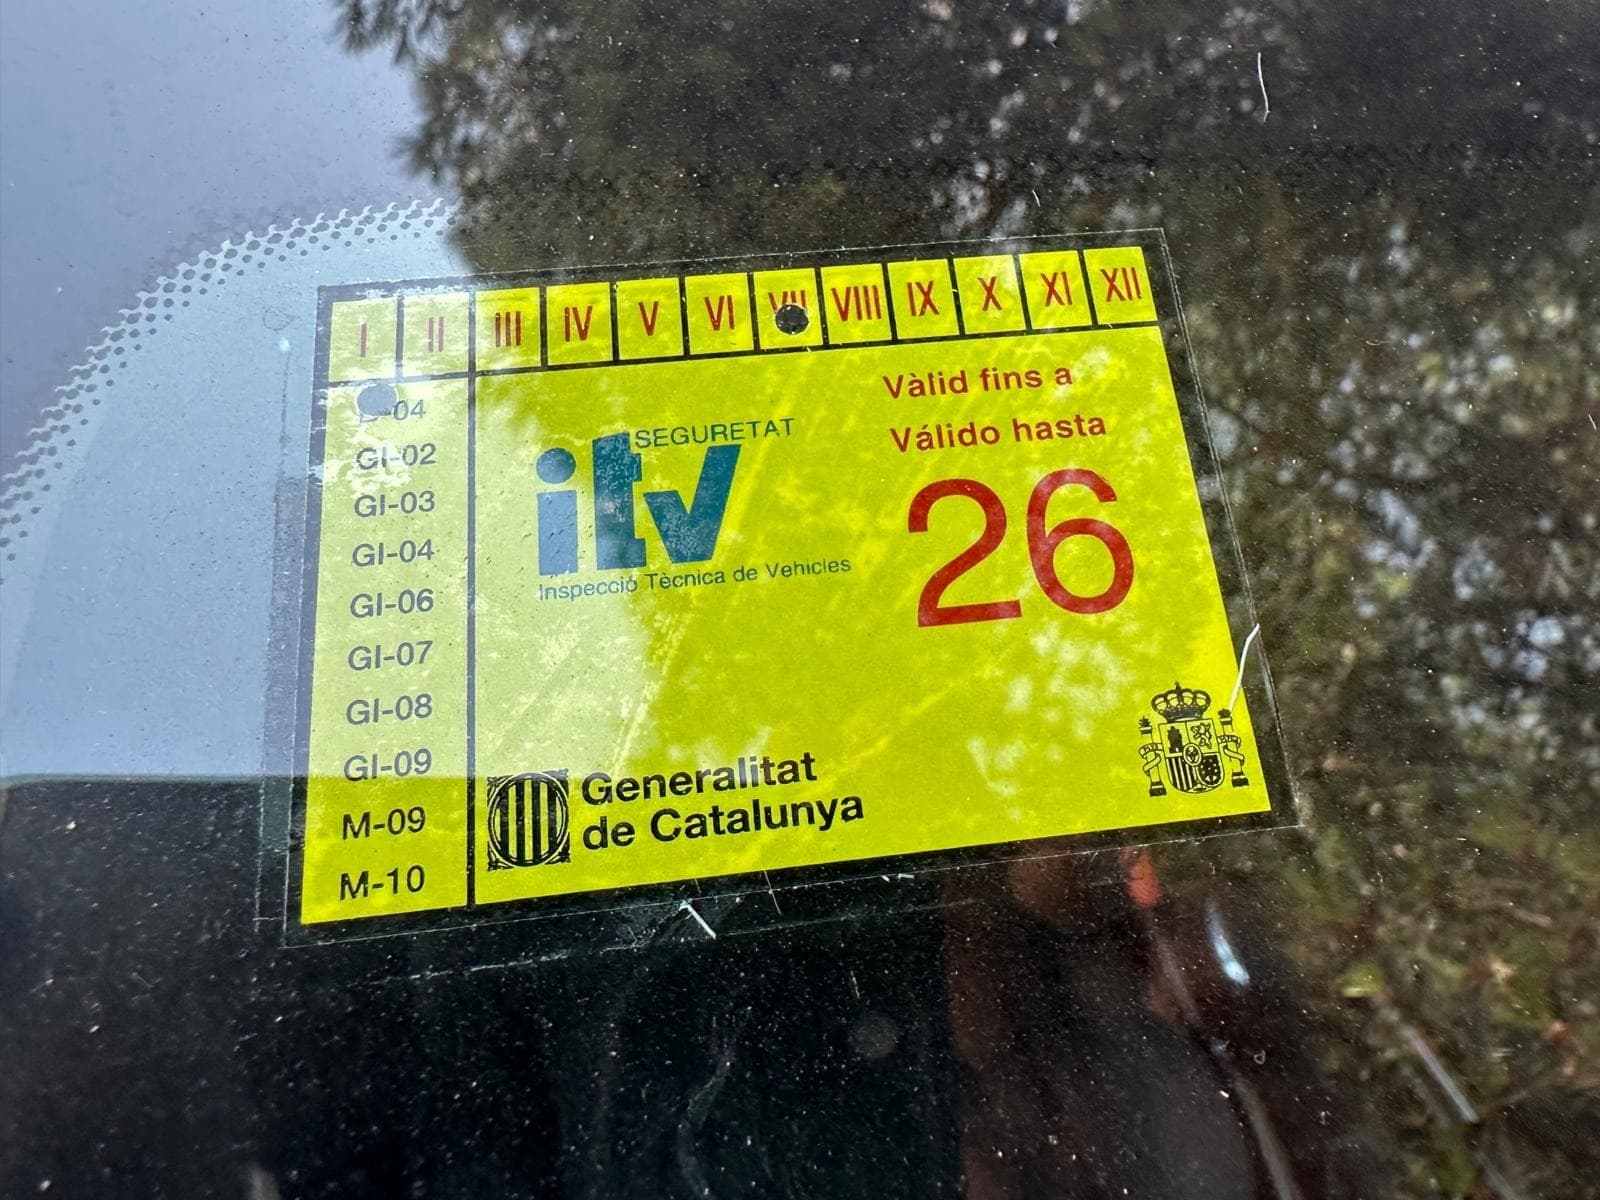 I II III IV V VI VII VIII IX X XI XII
-04
GI-02
GI-03
GI-04
GI-06
GI-07
GI-08
GI-09
M-09
M-10
SEGURETAT
itv
Inspecció Tècnica de Vehicles
Vàlid fins a
Válido hasta
26
Generalitat
de Catalunya